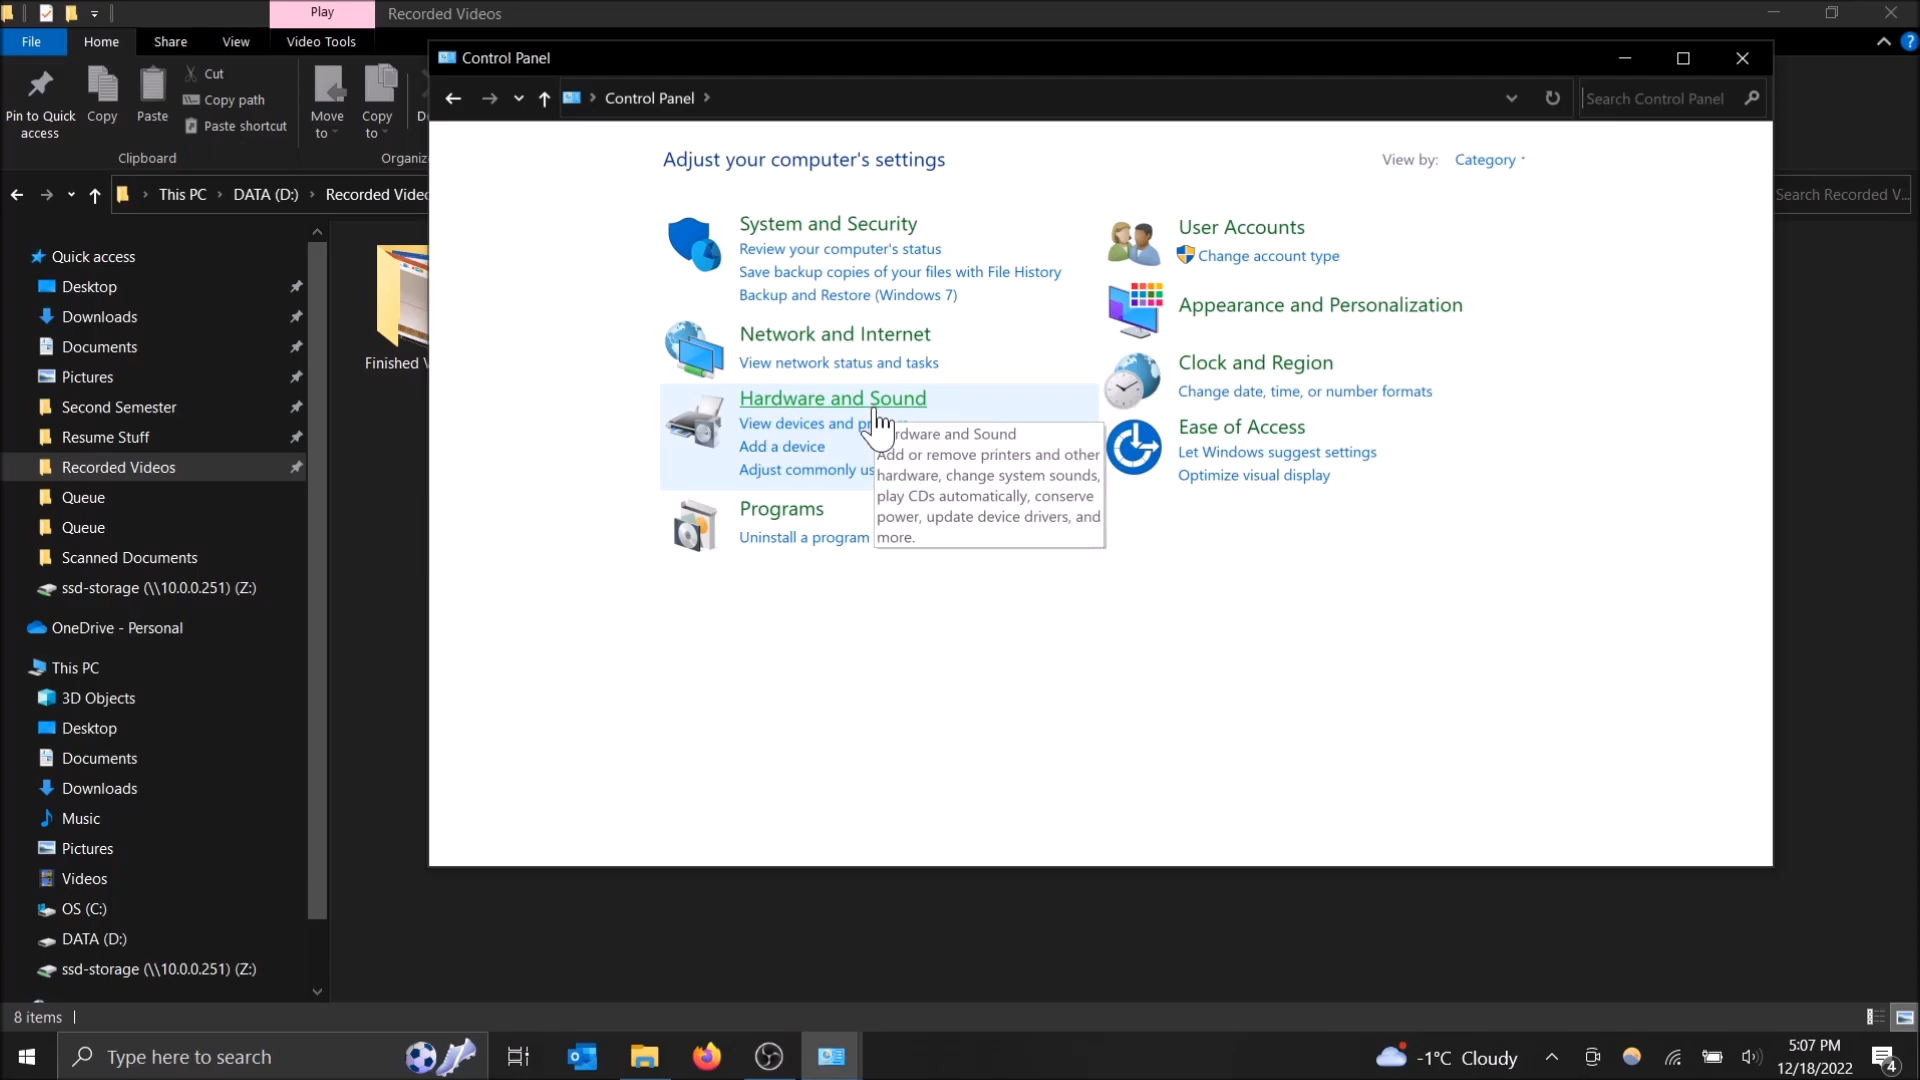 Play
Recorded Videos
File
Home
Share
View
Video Tools
Pin to Quick
access
Copy
Paste
Cut
Copy path
Paste shortcut
Move
to
Copy
to
Clipboard
This PC
DATA (D:)
Search Recorded V...
Quick access
Desktop
Downloads
Documents
Pictures
Second Semester
Resume Stuff
Recorded Videos
Queue
Queue
Scanned Documents
ssd-storage (\\10.0.0.251) (Z:)
OneDrive - Personal
This PC
3D Objects
Desktop
Documents
Downloads
Music
Pictures
Videos
OS (C:)
DATA (D:)
ssd-storage (\\10.0.0.251) (Z:)
8 items
Finished
Control Panel
Control Panel
Search Control Panel
Adjust your computer's settings
View by:
Category
System and Security
Review your computer's status
Save backup copies of your files with File History
Backup and Restore (Windows 7)
Network and Internet
View network status and tasks
Hardware and Sound
View devices and
Add a device
Adjust commonly
Programs
Uninstall a program
and Sound
Add or remove printers and other
hardware, change system sounds,
play CDs automatically, conserve
power, update device drivers, and
more.
User Accounts
Change account type
Appearance and Personalization
Clock and Region
Change date, time, or number formats
Ease of Access
Let Windows suggest settings
Optimize visual display
Type here to search
-1°C Cloudy
5:07 PM
12/18/2022
4